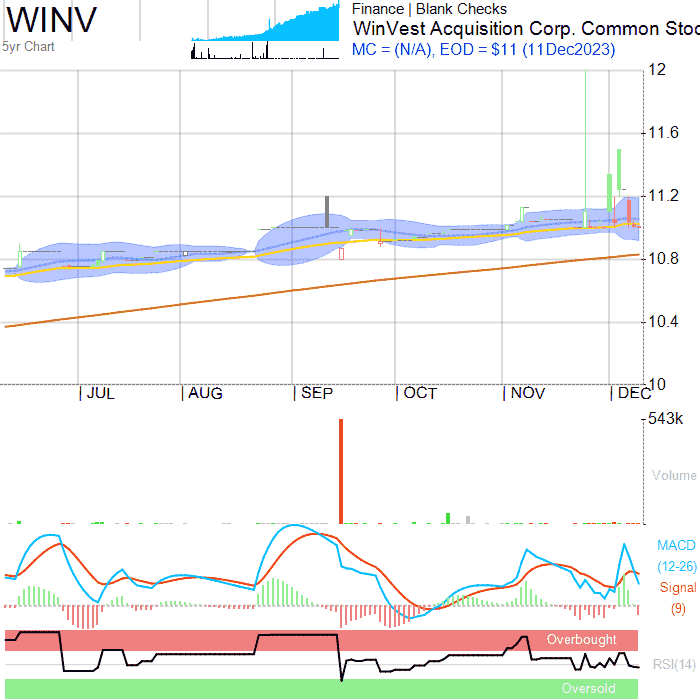 WINV
5yr Chart
Finance | Blank Checks
WinVest Acquisition Corp. Common Stoc
MC = (N/A), EOD = $11 (11Dec2023)
12
11.6
11.2
10.8
10.4
10
JUL
AUG
SEP
OCT
NOV
DEC
543k
Volume
MACD
(12-26)
Signal
(9)
Overbought
RSI(14)
Oversold